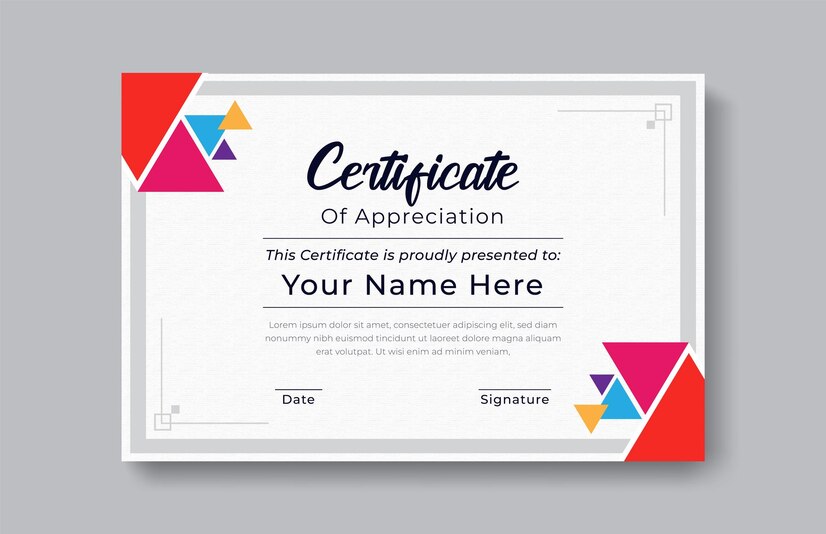 Certificate
Of Appreciation
This Certificate is proudly presented to:
Your Name Here
Lorem ipsum dolor sit amet, consectetuer adipiscing elit, sed diam
nonummy nibh euismod tincidunt ut laoreet dolore magna aliquam
erat volutpat. Ut wisi enim ad minim veniam,
Date
Signature